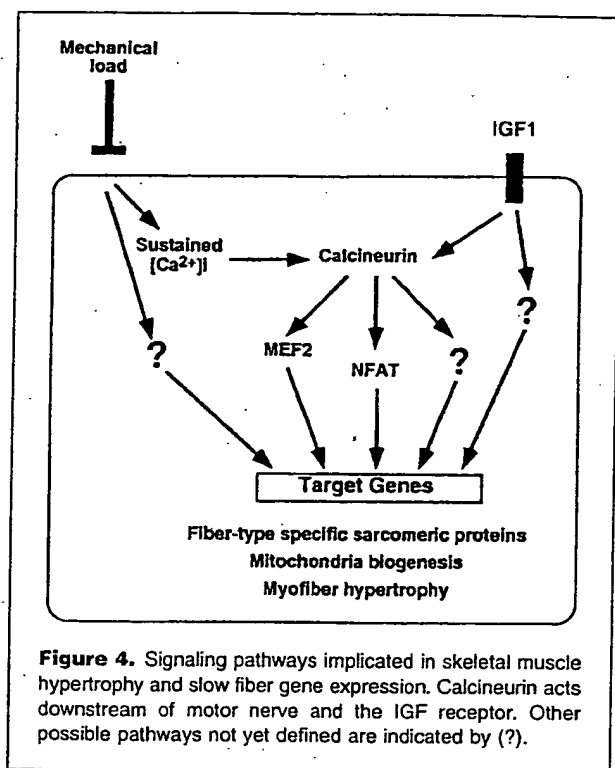 Mechanical
load
IGF1
Sustained
[Ca2+]i
Calcineurin
?
MEF2
NFAT
?
?
Target Genes
Fiber-type specific sarcomeric proteins
Mitochondria biogenesis
Myofiber hypertrophy
Figure 4. Signaling pathways implicated in skeletal muscle
hypertrophy and slow fiber gene expression. Calcineurin acts
downstream of motor nerve and the IGF receptor. Other
possible pathways not yet defined are indicated by (?).